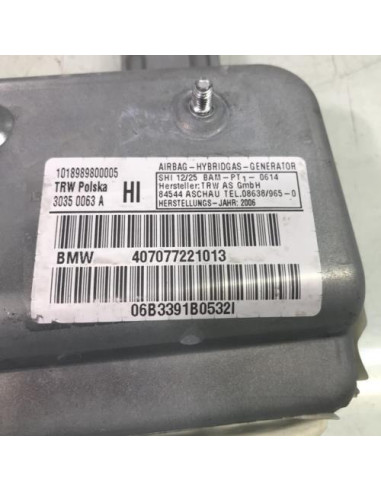 1018989800005
TRW Polska
3035 0063 A
HI
AIRBAG-HYBRIDGAS-GENERATOR
SHI 12/25 BAM-PT1-0614
Hersteller:TRW AS GmbH
84544 ASCHAU TEL.08638/965-0
HERSTELLUNGS-JAHR: 2006
BMW 407077221013
06B3391B0532I